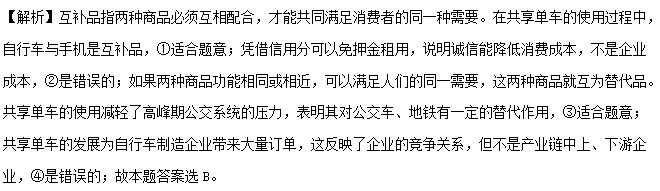 【解析】互补品指两种商品必须互相配合，才能共同满足消费者的同一种需要。在共享单车的使用过程中，
自行车与手机是互补品，①适合题意；凭借信用分可以免押金租用，说明诚信能降低消费成本，不是企业
成本，②是错误的；如果两种商品功能相同或相近，可以满足人们的同一需要，这两种商品就互为替代品。
共享单车的使用减轻了高峰期公交系统的压力，表明其对公交车、地铁有一定的替代作用，③适合题意；
共享单车的发展为自行车制造企业带来大量订单，这反映了企业的竞争关系，但不是产业链中上、下游企
业，④是错误的；故本题答案选 B。